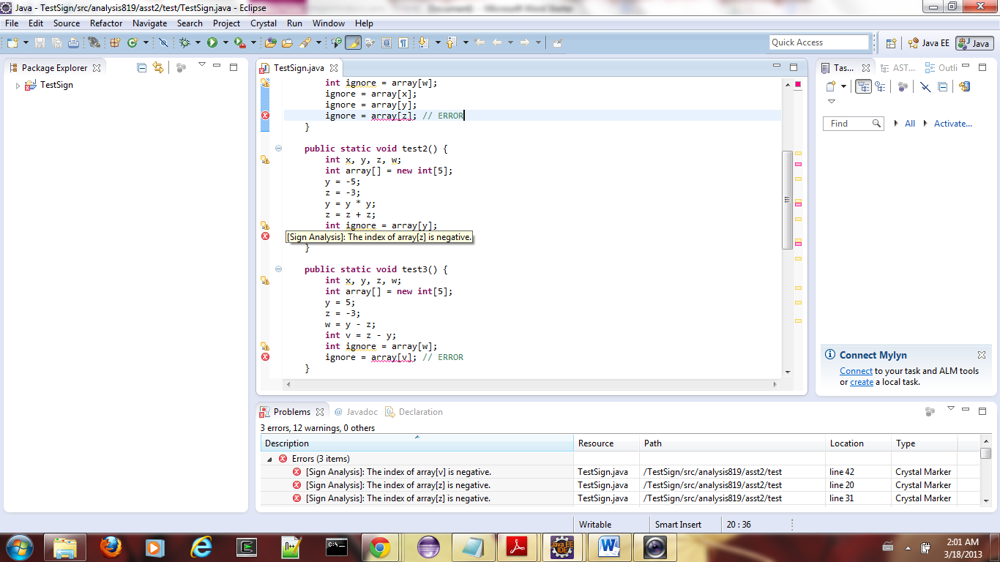 Java - TestSign/src/analysis819/asst2/test/TestSign.java - Eclipse
File Edit Source Refactor Navigate Search Project Crystal Run Window Help
Quick Access
Java EE
Java
Package Explorer
TestSign
TestSign.java
int ignore = array[w];
ignore = array[x];
ignore = array[y];
ignore = array[z]; // ERROR
}
public static void test2() {
int x, y, z, w;
int array[] = new int[5];
y = -5;
z = -3;
y = y * y;
z = z + z;
int ignore = array[y];
[Sign Analysis]: The index of array[z] is negative.
}
public static void test3() {
int x, y, z, w;
int array[] = new int[5];
y = 5;
z = -3;
w = y - z;
int v = z - y;
int ignore = array[w];
ignore = array[v]; // ERROR
}
Tas...
AST...
Outli
Find
All
Activate...
Connect Mylyn
Connect to your task and ALM tools
or create a local task.
Problems
@ Javadoc
Declaration
3 errors, 12 warnings, 0 others
Description Resource Path Location Type
Errors (3 items)
[Sign Analysis]: The index of array[v] is negative. TestSign.java /TestSign/src/analysis819/asst2/test line 42 Crystal Marker
[Sign Analysis]: The index of array[z] is negative. TestSign.java /TestSign/src/analysis819/asst2/test line 20 Crystal Marker
[Sign Analysis]: The index of array[z] is negative. TestSign.java /TestSign/src/analysis819/asst2/test line 31 Crystal Marker
Writable
Smart Insert
20 : 36
Java EE
IDE
2:01 AM
3/18/2013